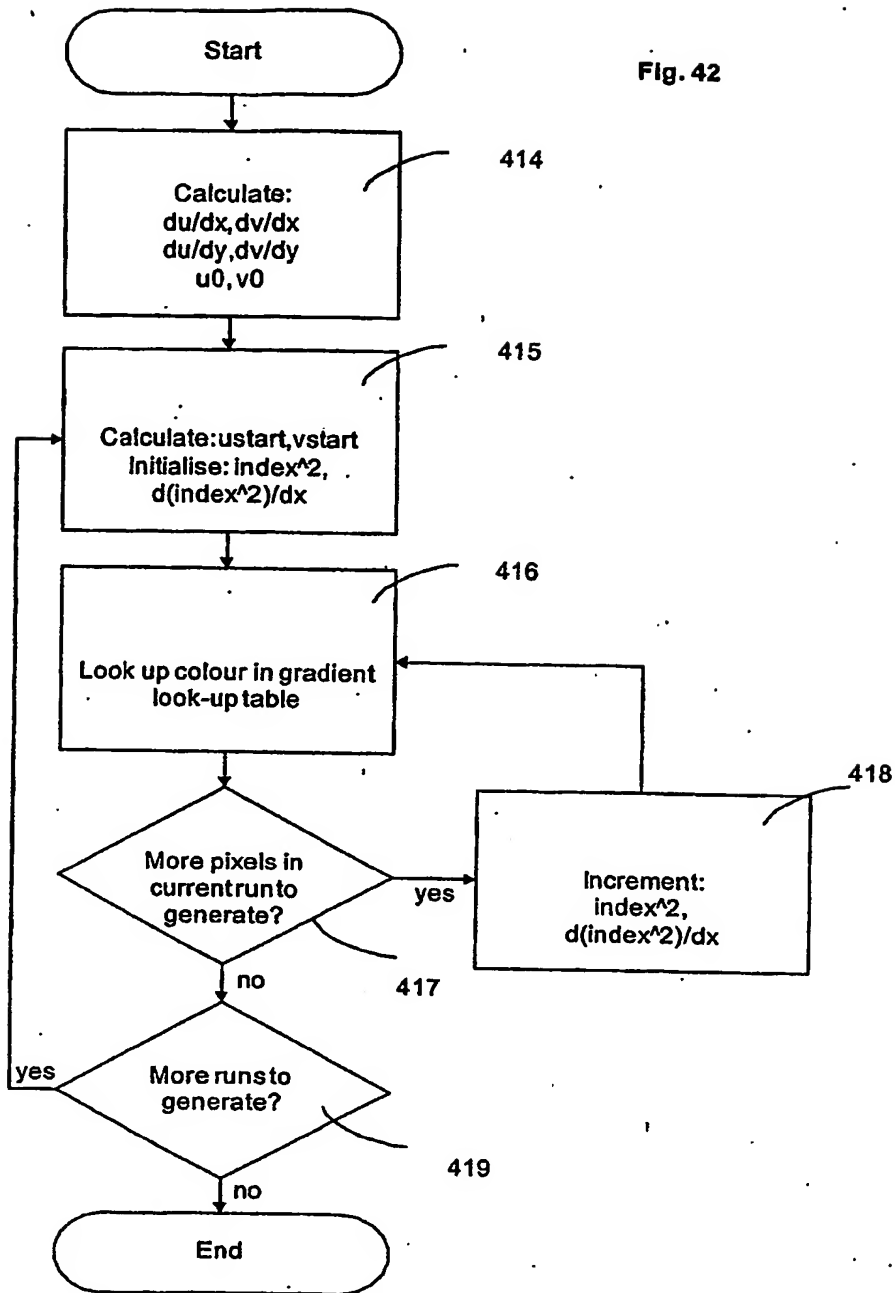 Start
Fig. 42
414
Calculate:
du/dx,dv/dx
du/dy,dv/dy
u0,v0
415
Calculate:ustart,vstart
Initialise: index^2,
d(index^2)/dx
416
Look up colour in gradient
look-up table
418
More pixels in
current run to
generate?
yes
Increment:
index^2,
d(index^2)/dx
417
no
yes
More runs to
generate?
419
no
End